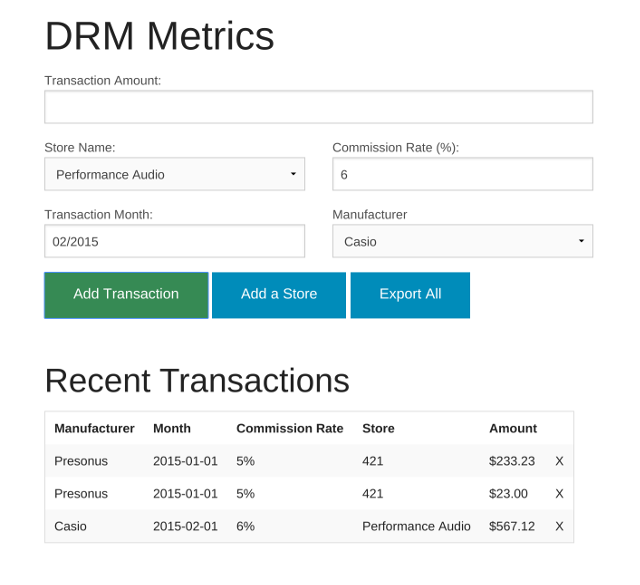 DRM Metrics
Transaction Amount:
Store Name: Commission Rate (%):
Performance Audio 6
Transaction Month: Manufacturer
02/2015 Casio
Add Transaction Add a Store Export All
Recent Transactions
Manufacturer Month Commission Rate Store Amount
Presonus 2015-01-01 5% 421 $233.23 X
Presonus 2015-01-01 5% 421 $23.00 X
Casio 2015-02-01 6% Performance Audio $567.12 X